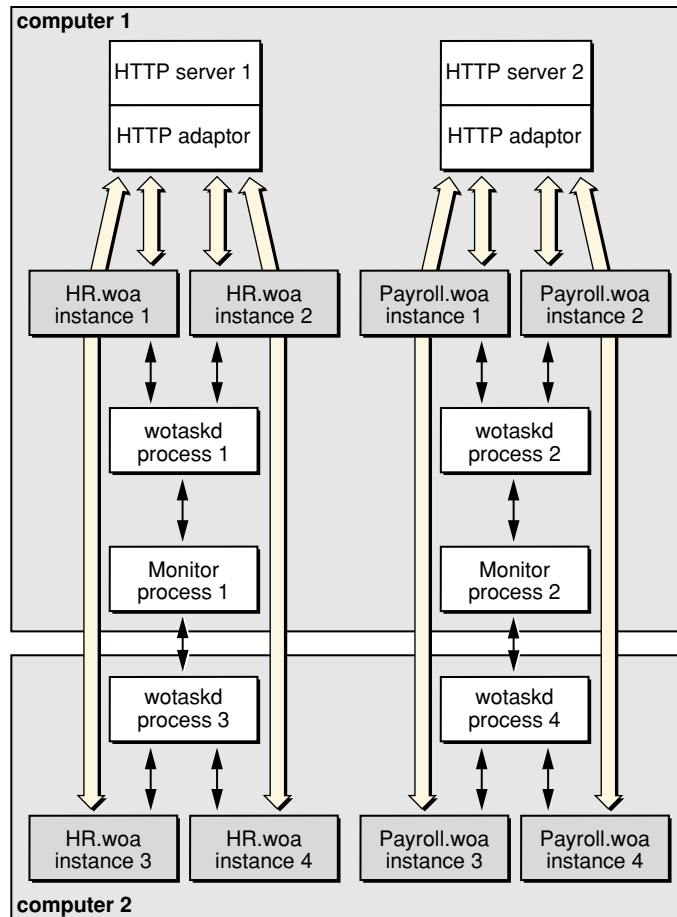 computer 1
HTTP server 1
HTTP adaptor
HTTP server 2
HTTP adaptor
HR.woa
instance 1
HR.woa
instance 2
Payroll.woa
instance 1
Payroll.woa
instance 2
wotaskd
process 1
wotaskd
process 2
Monitor
process 1
Monitor
process 2
wotaskd
process 3
wotaskd
process 4
HR.woa
instance 3
HR.woa
instance 4
Payroll.woa
instance 3
Payroll.woa
instance 4
computer 2